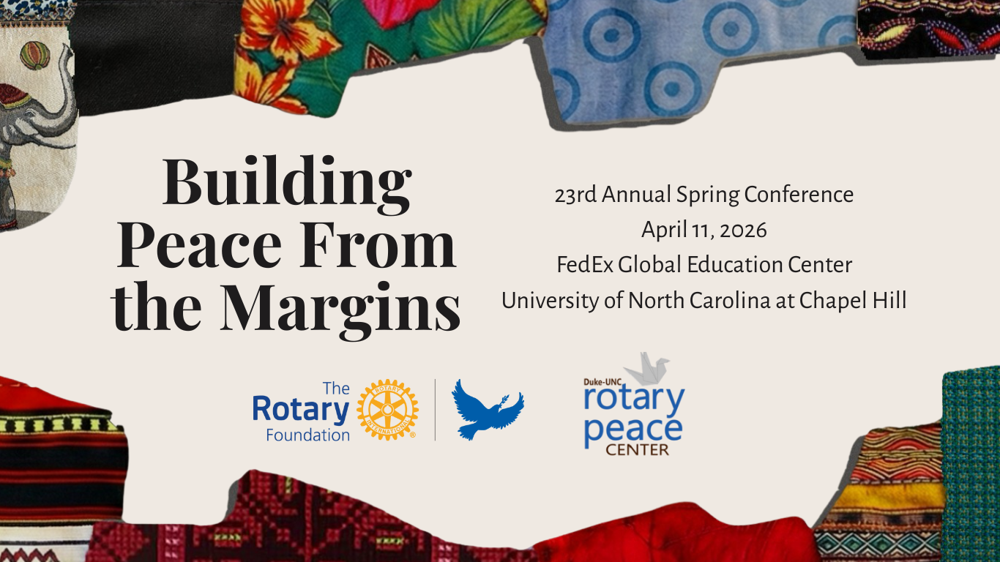 Building
Peace From
the Margins
23rd Annual Spring Conference
April 11, 2026
FedEx Global Education Center
University of North Carolina at Chapel Hill
The
Rotary
Foundation
ROTARY
INTERNATIONAL
®
Duke-UNC
rotary
peace
CENTER